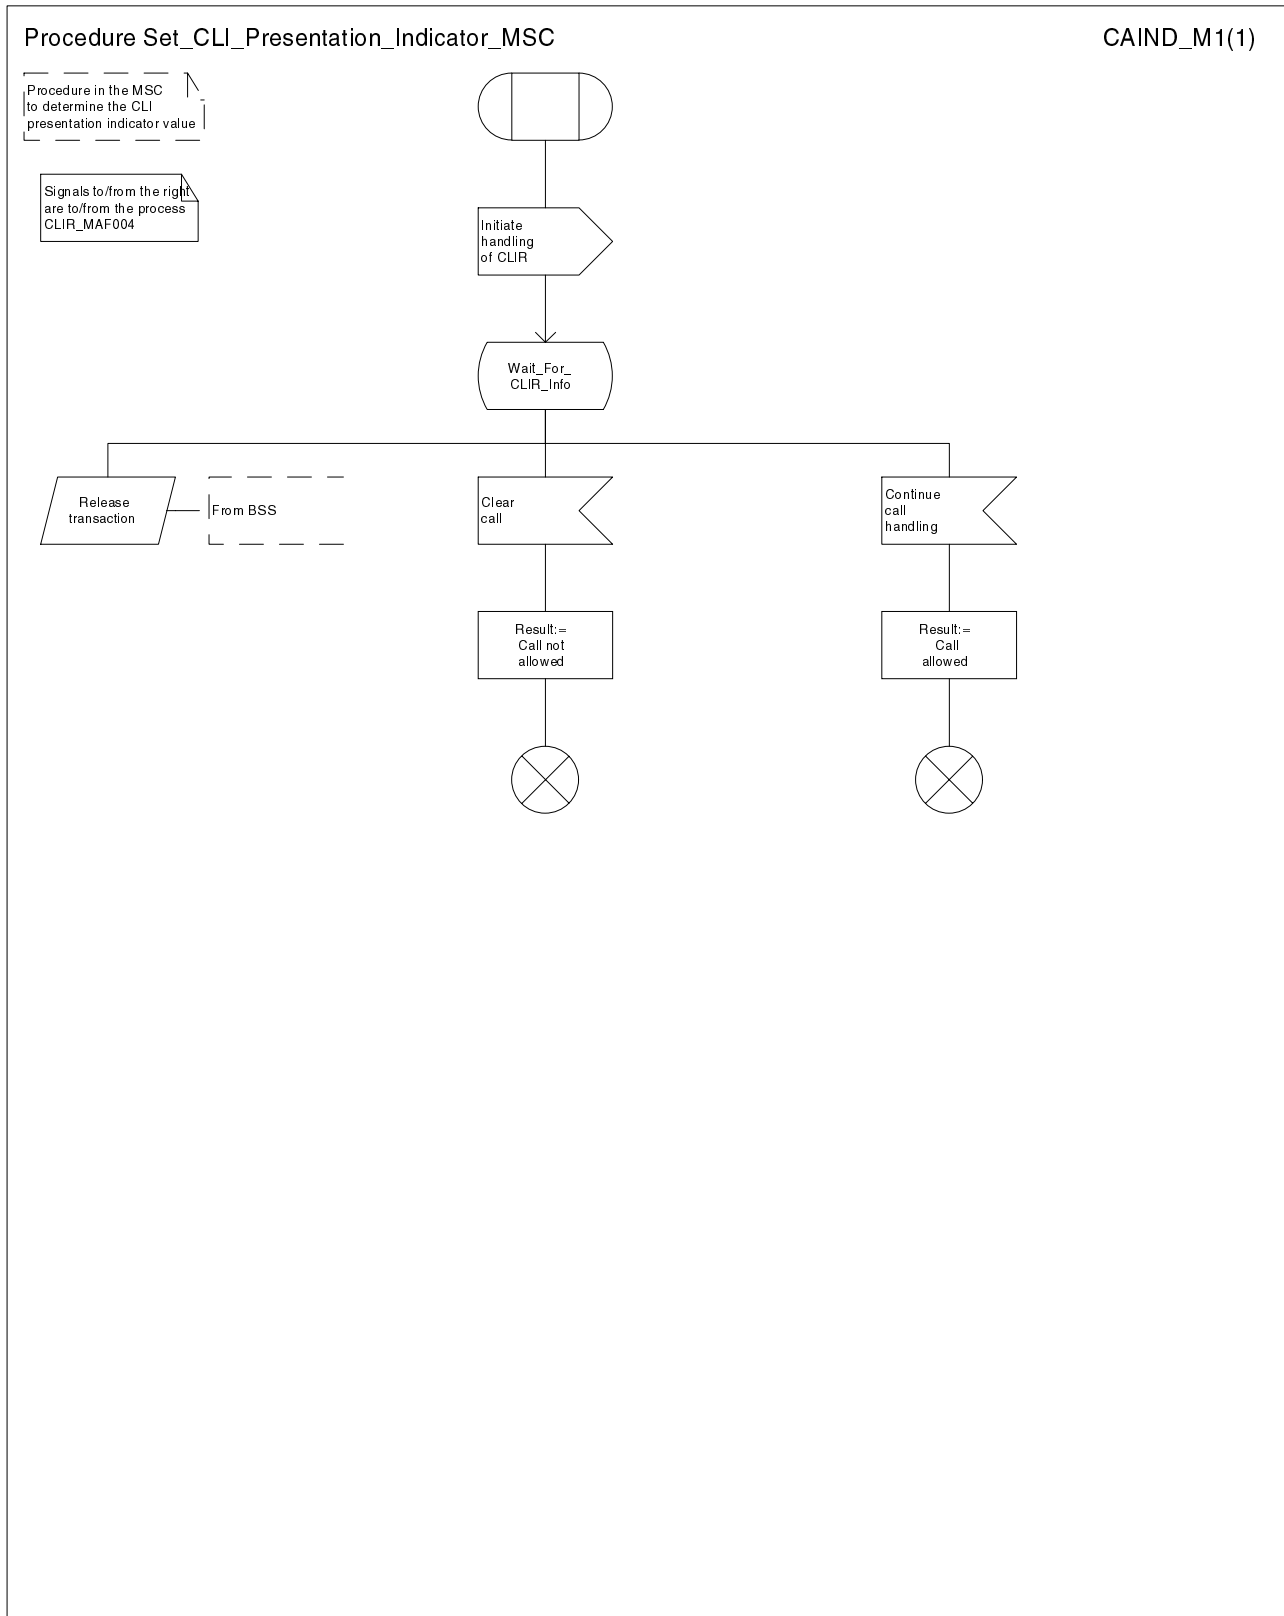 Procedure Set_CLI_Presentation_Indicator_MSC
CAIND_M1(1)
Procedure in the MSC
to determine the CLI
presentation indicator value
Signals to/from the right
are to/from the process
CLIR_MAF004
Initiate
handling
of CLIR
Wait_For_
CLIR_Info
Release
transaction
From BSS
Clear
call
Continue
call
handling
Result:=
Call not
allowed
Result:=
Call
allowed